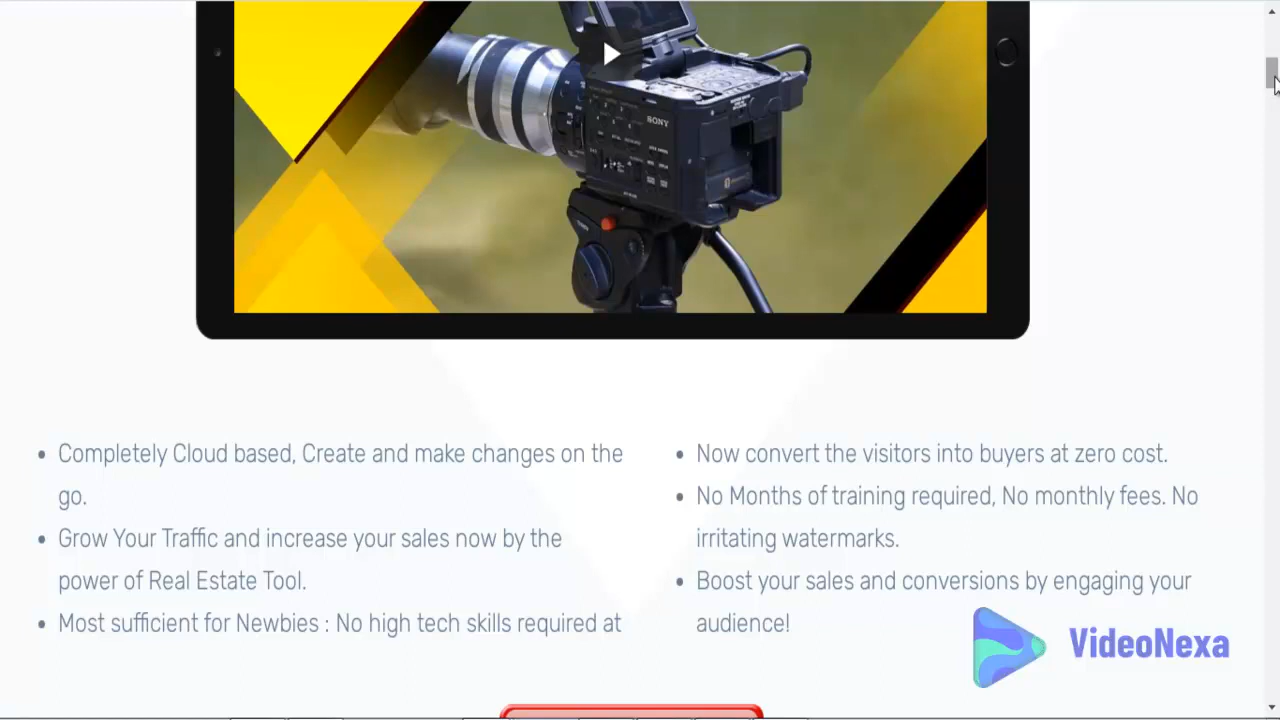 SONY
Completely Cloud based, Create and make changes on the
go.
Grow Your Traffic and increase your sales now by the
power of Real Estate Tool.
Most sufficient for Newbies : No high tech skills required at
Now convert the visitors into buyers at zero cost.
No Months of training required, No monthly fees. No
irritating watermarks.
Boost your sales and conversions by engaging your
audience!
VideoNexa